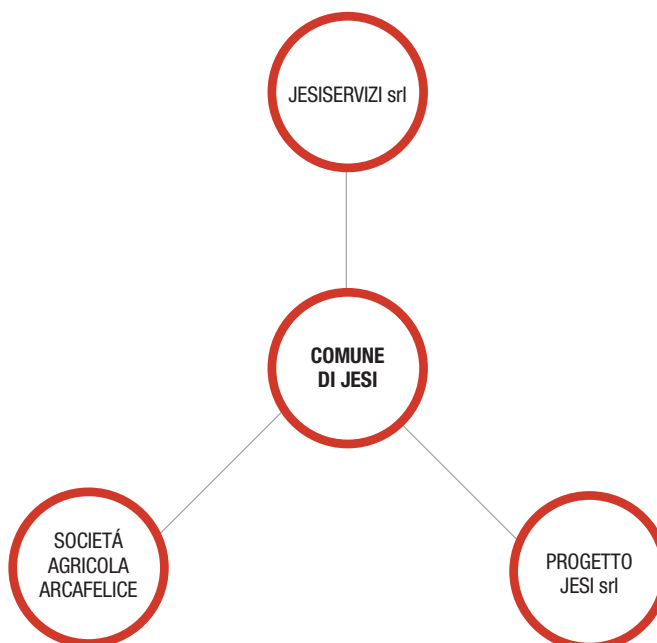 JESISERVIZI srl
COMUNE
DI JESI
SOCIETÁ
AGRICOLA
ARCAFELICE
PROGETTO
JESI srl